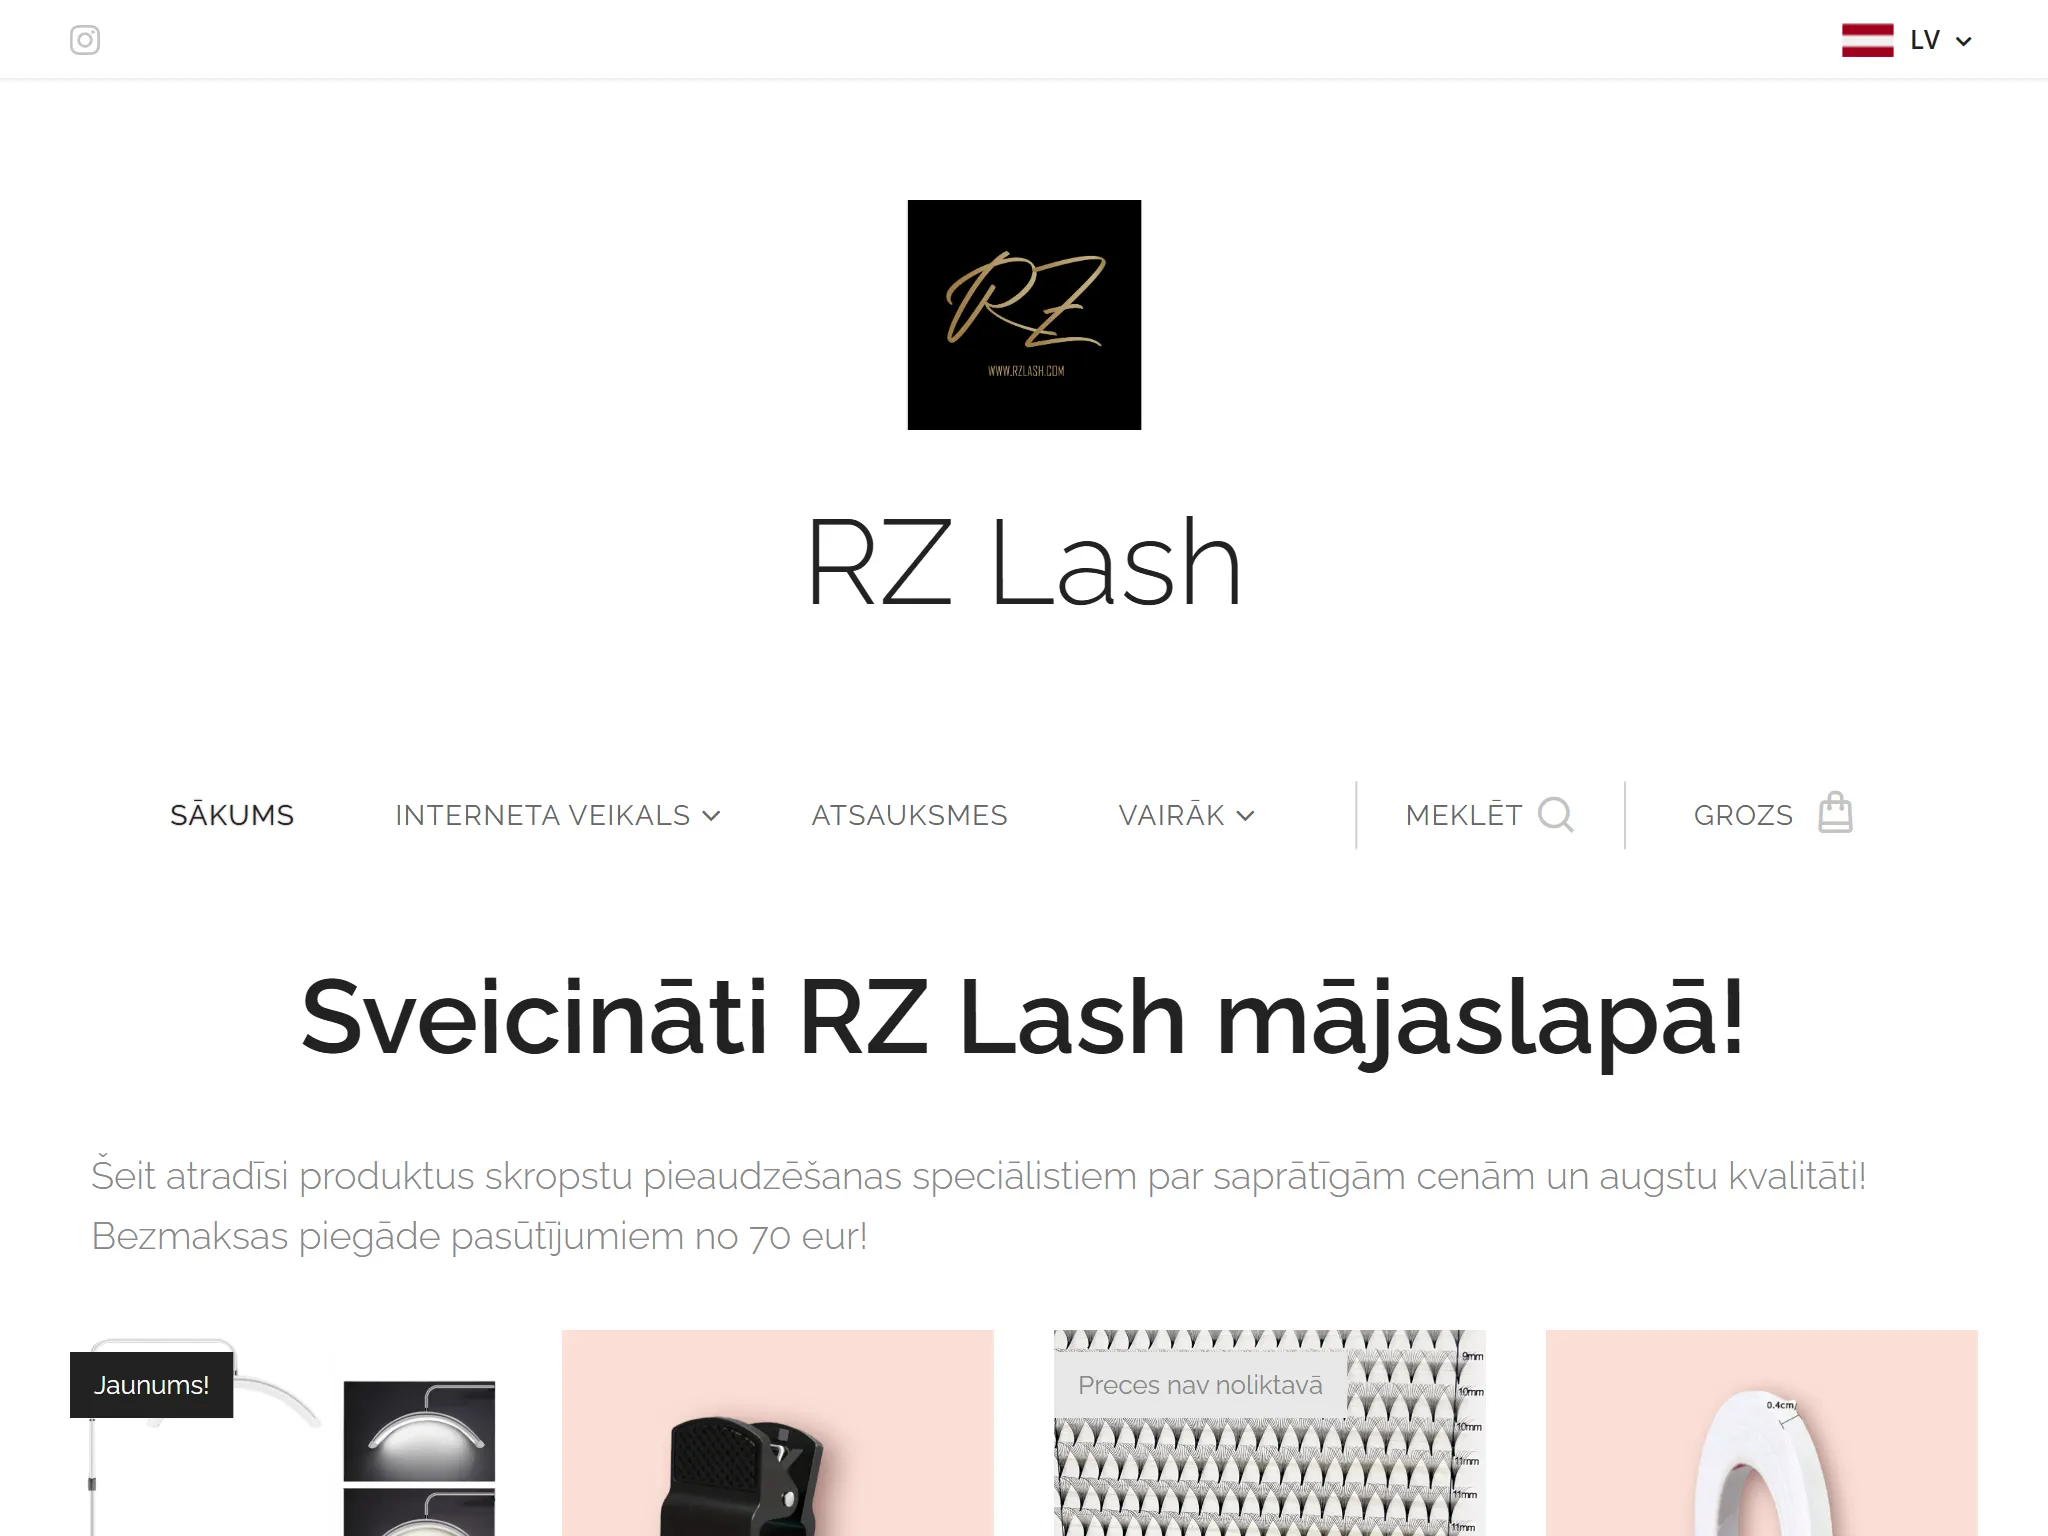 LV
RZ
WWW.RZLASH.COM
RZ Lash
SĀKUMS
INTERNETA VEIKALS
ATSAUKSMES
VAIRĀK
MEKLĒT
GROZS
Sveicināti RZ Lash mājaslapā!
Šeit atradīsi produktus skropstu pieaudzēšanas speciālistiem par saprātīgām cenām un augstu kvalitāti!
Bezmaksas piegāde pasūtījumiem no 70 eur!
Jaunums!
Preces nav noliktavā
9mm
10mm
10mm
11mm
11mm
11mm
0.4cm